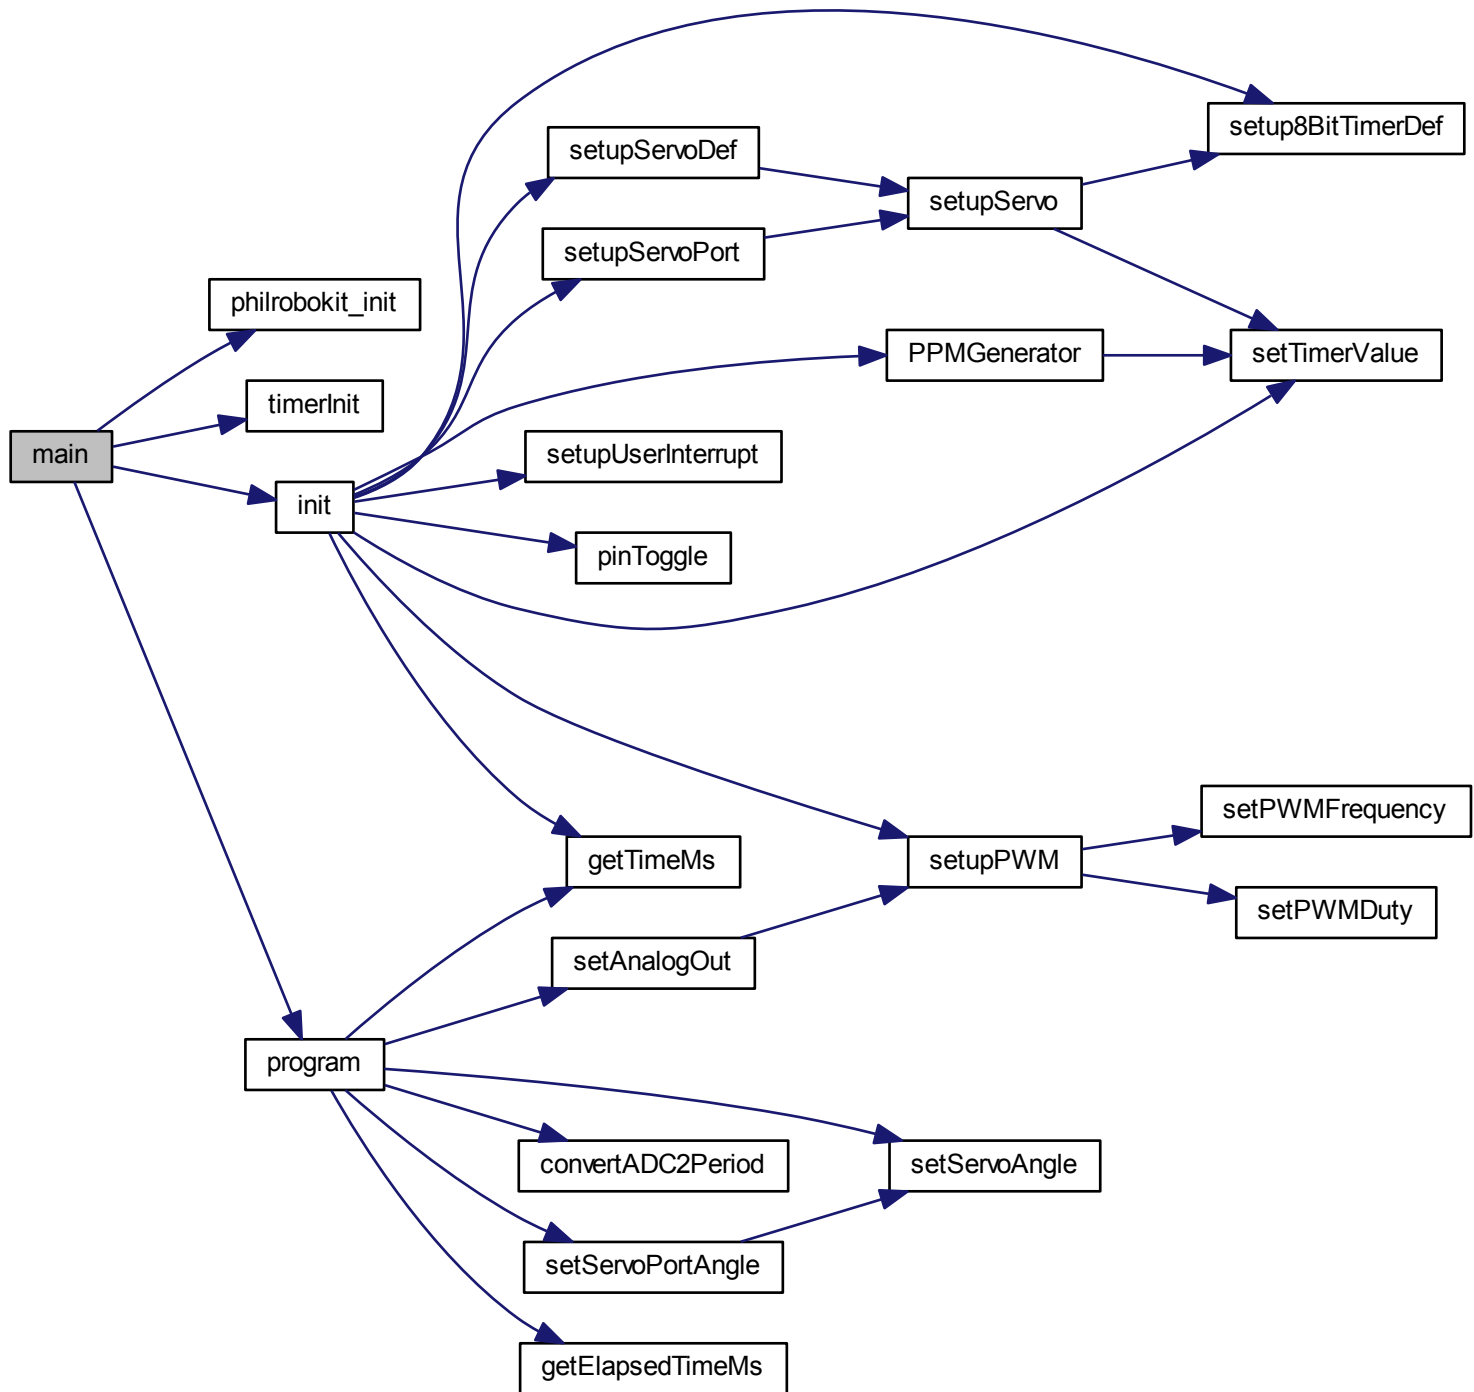 setup8BitTimerDef
setupServoDef
setupServo
setupServoPort
philrobokit_init
PPMGenerator
setTimerValue
timerInit
main
setupUserInterrupt
init
pinToggle
setPWMFrequency
getTimeMs
setupPWM
setPWMDuty
setAnalogOut
program
convertADC2Period
setServoAngle
setServoPortAngle
getElapsedTimeMs